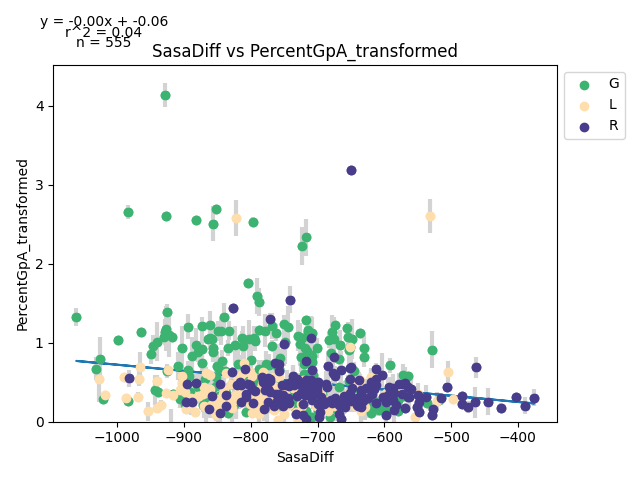 y = -0.00x + -0.06
r^2 = 0.04
n = 555
SasaDiff vs PercentGpA_transformed
4
3
2
1
0
PercentGpA_transformed
−1000 −900 −800 −700 −600 −500 −400
SasaDiff
G
L
R